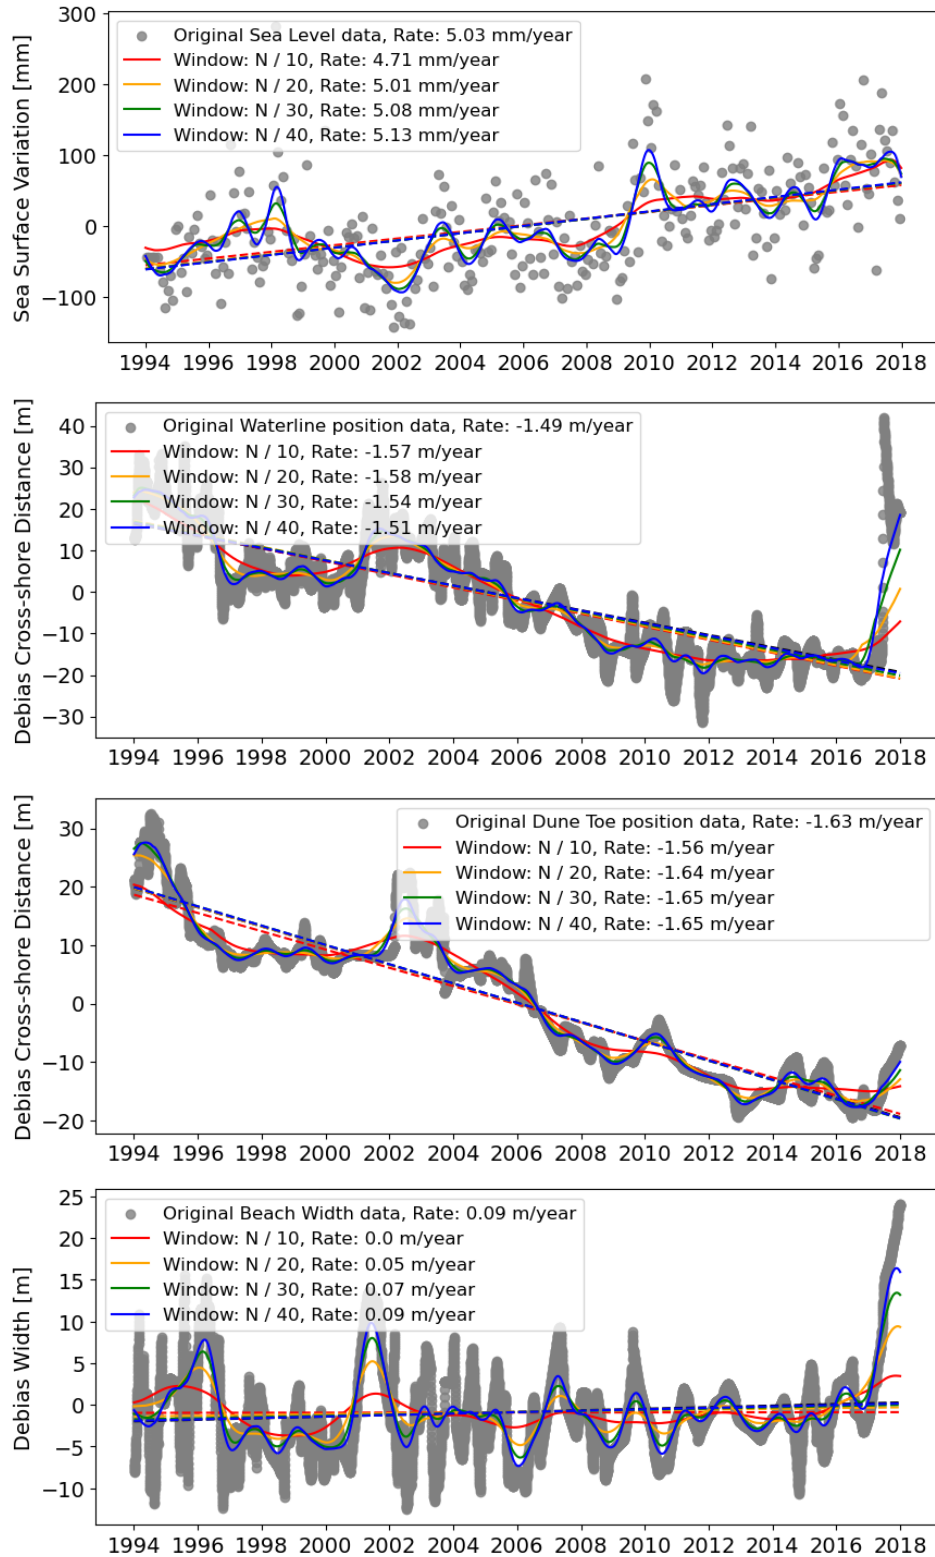 Sea Surface Variation [mm]
300
200
100
0
−100
Original Sea Level data, Rate: 5.03 mm/year
Window: N / 10, Rate: 4.71 mm/year
Window: N / 20, Rate: 5.01 mm/year
Window: N / 30, Rate: 5.08 mm/year
Window: N / 40, Rate: 5.13 mm/year
1994 1996 1998 2000 2002 2004 2006 2008 2010 2012 2014 2016 2018
Debias Cross-shore Distance [m]
40
30
20
10
0
−10
−20
−30
Original Waterline position data, Rate: -1.49 m/year
Window: N / 10, Rate: -1.57 m/year
Window: N / 20, Rate: -1.58 m/year
Window: N / 30, Rate: -1.54 m/year
Window: N / 40, Rate: -1.51 m/year
1994 1996 1998 2000 2002 2004 2006 2008 2010 2012 2014 2016 2018
Debias Cross-shore Distance [m]
30
20
10
0
−10
−20
Original Dune Toe position data, Rate: -1.63 m/year
Window: N / 10, Rate: -1.56 m/year
Window: N / 20, Rate: -1.64 m/year
Window: N / 30, Rate: -1.65 m/year
Window: N / 40, Rate: -1.65 m/year
1994 1996 1998 2000 2002 2004 2006 2008 2010 2012 2014 2016 2018
Debias Width [m]
25
20
15
10
5
0
−5
−10
Original Beach Width data, Rate: 0.09 m/year
Window: N / 10, Rate: 0.0 m/year
Window: N / 20, Rate: 0.05 m/year
Window: N / 30, Rate: 0.07 m/year
Window: N / 40, Rate: 0.09 m/year
1994 1996 1998 2000 2002 2004 2006 2008 2010 2012 2014 2016 2018